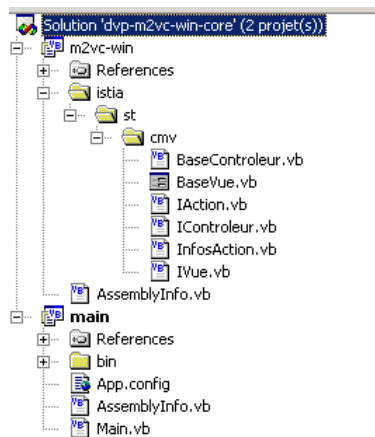 Solution 'dvp-m2vc-win-core' (2 projet(s))
m2vc-win
References
istia
st
cmv
BaseControleur.vb
BaseVue.vb
IAction.vb
IControleur.vb
InfosAction.vb
IVue.vb
AssemblyInfo.vb
main
References
bin
App.config
AssemblyInfo.vb
Main.vb